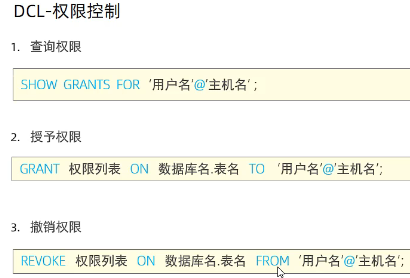 DCL-权限控制
1. 查询权限
SHOW GRANTS FOR '用户名'@'主机名' ;
2. 授予权限
GRANT 权限列表 ON 数据库名.表名 TO '用户名'@'主机名';
3. 撤销权限
REVOKE 权限列表 ON 数据库名.表名 FROM '用户名'@'主机名';